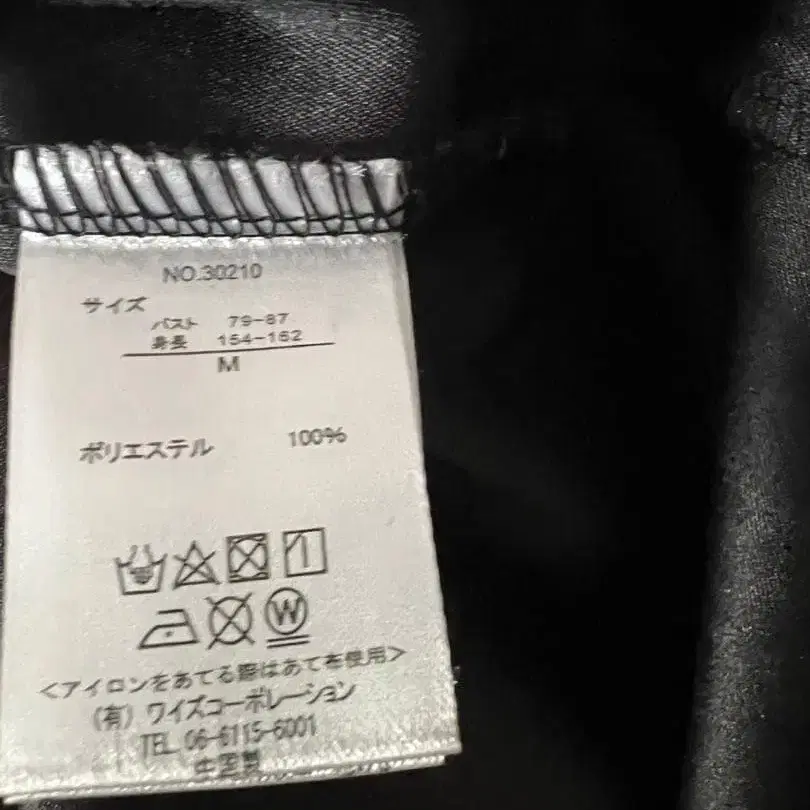 NO.30210
サイズ
バスト 79-87
身長 154-162
M
ポリエステル 100%
W
<アイロンをあてる際はあて布使用>
(有) ワイズコーポレーション
TEL 06-6115-6001
中国製